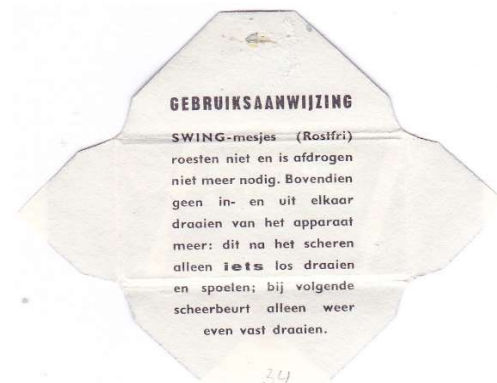 GEBRUIKSAANWIJZING
SWING-mesjes (Rostfri)
roesten niet en is afdrogen
niet meer nodig. Bovendien
geen in- en uit elkaar
draaien van het apparaat
meer: dit na het scheren
alleen iets los draaien
en spoelen; bij volgende
scheerbeurt alleen weer
even vast draaien.
34